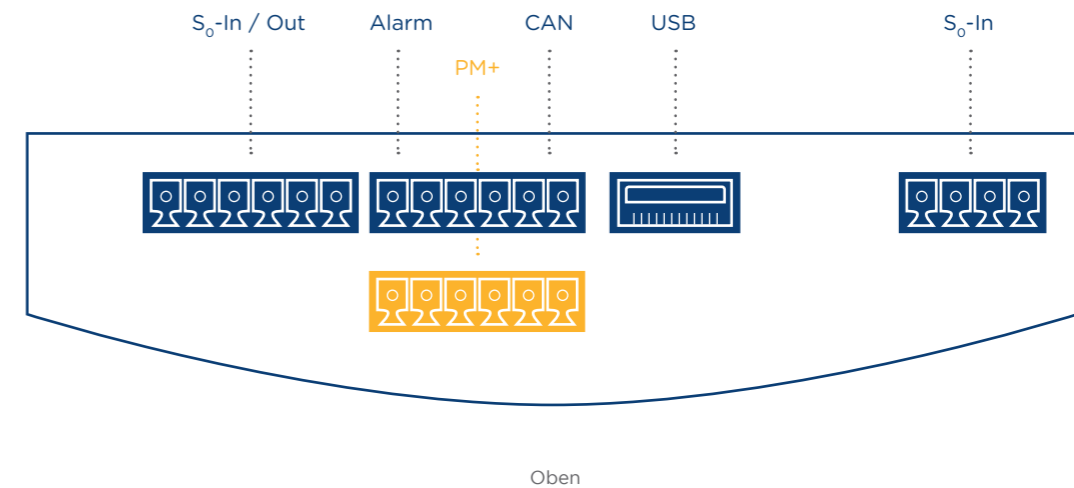 S₀-In / Out Alarm CAN USB S₀-In
PM+
Oben